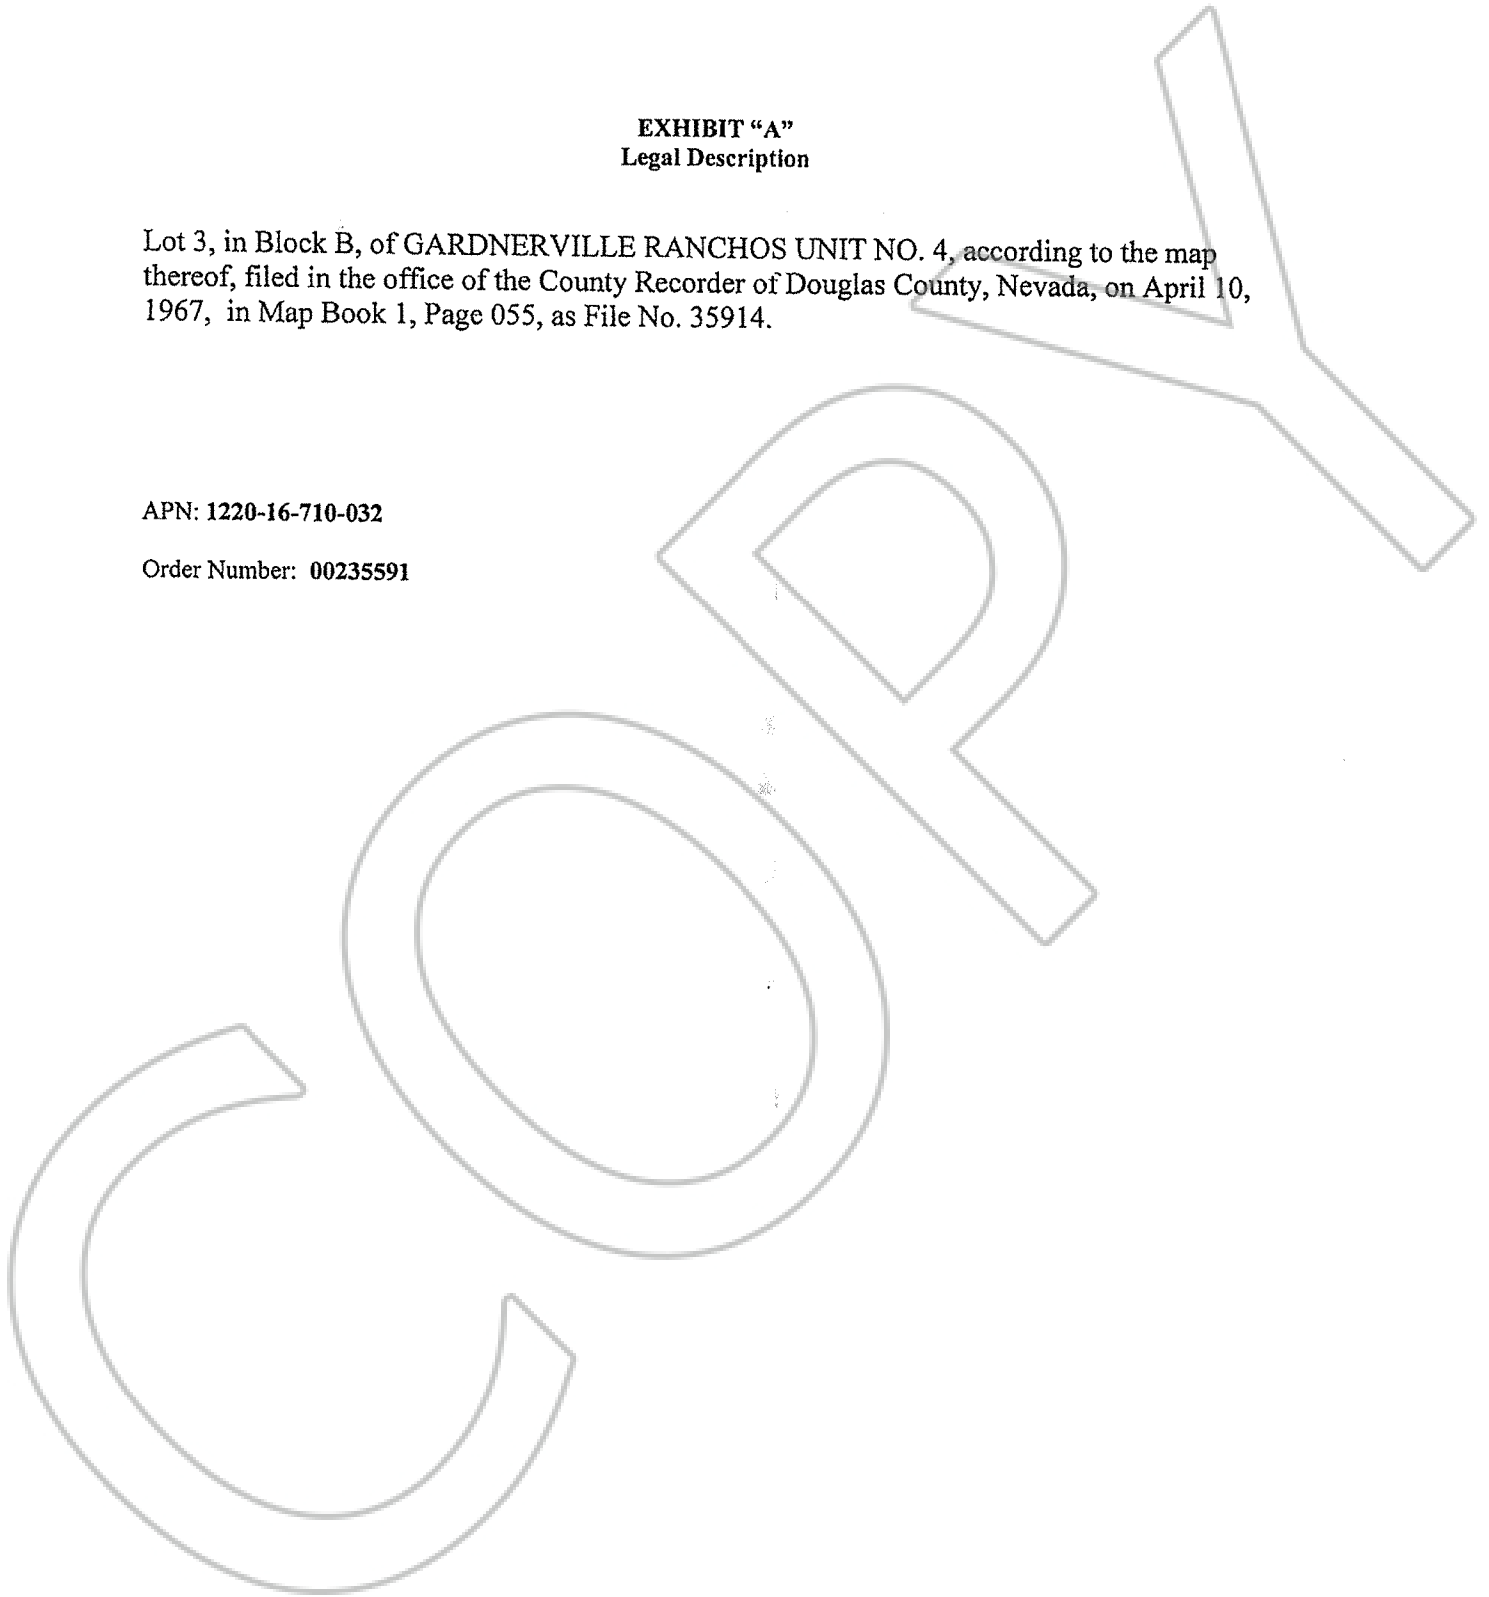 EXHIBIT “A”
Legal Description
Lot 3, in Block B, of GARDNERVILLE RANCHOS UNIT NO. 4, according to the map
thereof, filed in the office of the County Recorder of Douglas County, Nevada, on April 10,
1967, in Map Book 1, Page 055, as File No. 35914.
APN: 1220-16-710-032
Order Number: 00235591
COPY